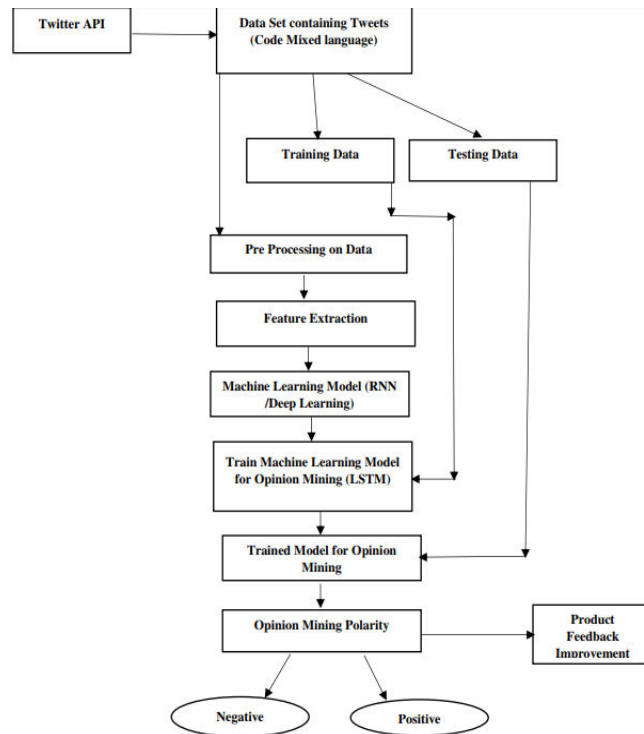 Twitter API
Data Set containing Tweets
(Code Mixed language)
Training Data
Testing Data
Pre Processing on Data
Feature Extraction
Machine Learning Model (RNN
/Deep Learning)
Train Machine Learning Model
for Opinion Mining (LSTM)
Trained Model for Opinion
Mining
Opinion Mining Polarity
Product
Feedback
Improvement
Negative
Positive